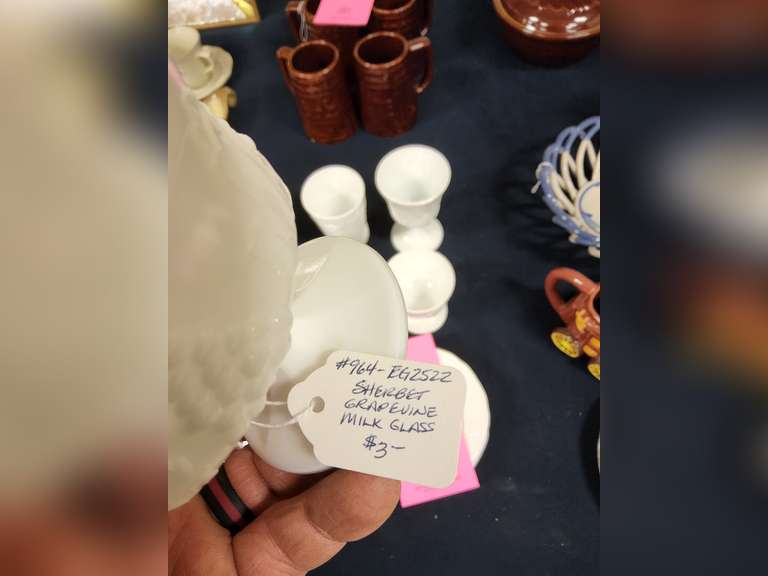 #964-EG2522
SHERBET
GRAPEVINE
MILK GLASS
$3-